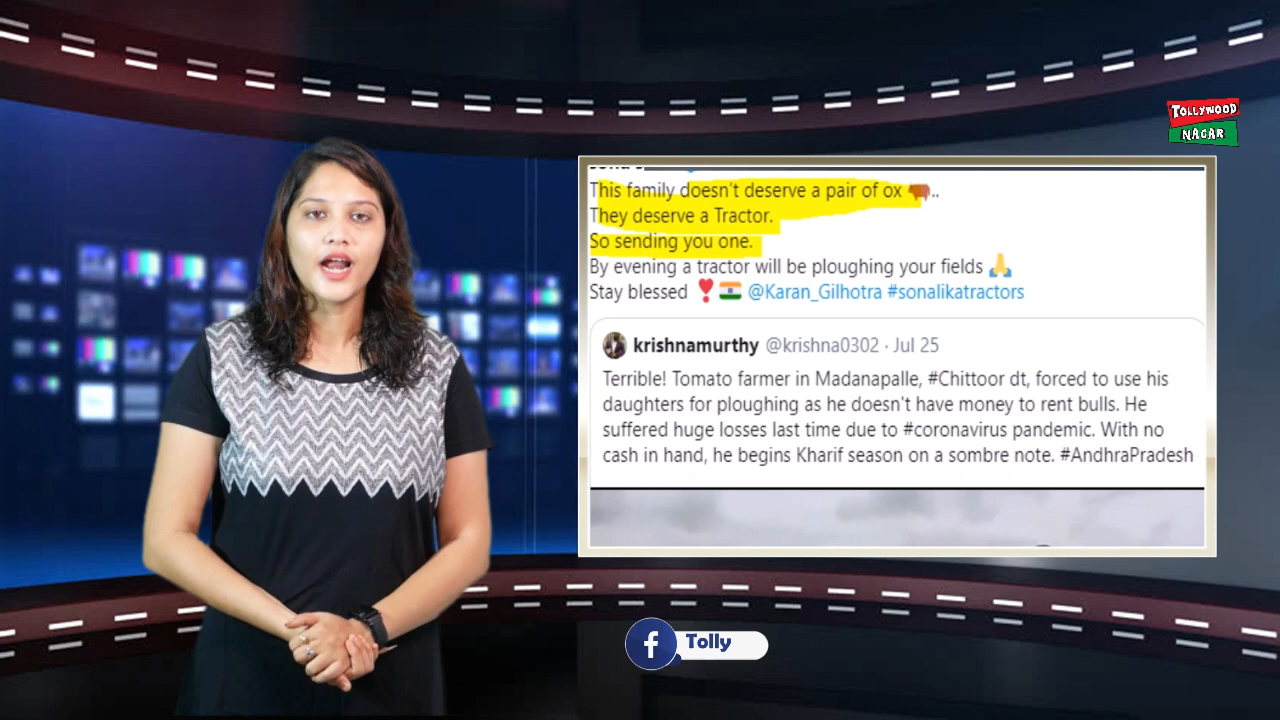 TOLLYWOOD
NAGAR
This family doesn't deserve a pair of ox 🐂..
They deserve a Tractor.
So sending you one.
By evening a tractor will be ploughing your fields 🙏
Stay blessed ❣️🇮🇳 @Karan_Gilhotra #sonalikatractors
krishnamurthy @krishna0302 · Jul 25
Terrible! Tomato farmer in Madanapalle, #Chittoor dt, forced to use his
daughters for ploughing as he doesn't have money to rent bulls. He
suffered huge losses last time due to #coronavirus pandemic. With no
cash in hand, he begins Kharif season on a sombre note. #AndhraPradesh
f Tolly